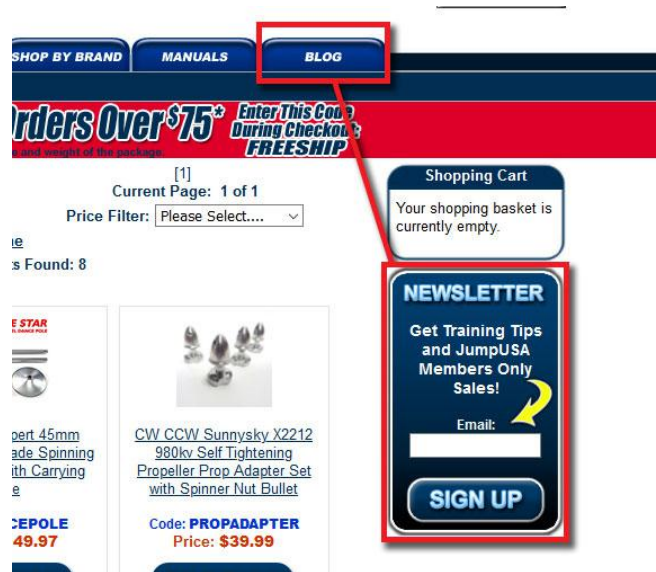 SHOP BY BRAND
MANUALS
BLOG
Orders Over $75*
Enter This Code
During Checkout:
FREESHIP
and weight of the package.
[1]
Current Page: 1 of 1
Price Filter: Please Select....
Found: 8
Shopping Cart
Your shopping basket is
currently empty.
NEWSLETTER
Get Training Tips
and JumpUSA
Members Only
Sales!
Email:
SIGN UP
STAR
DANCE POLE
45mm
Spinning
Carrying
49.97
CW CCW Sunnysky X2212
980kv Self Tightening
Propeller Prop Adapter Set
with Spinner Nut Bullet
Code: PROPADAPTER
Price: $39.99